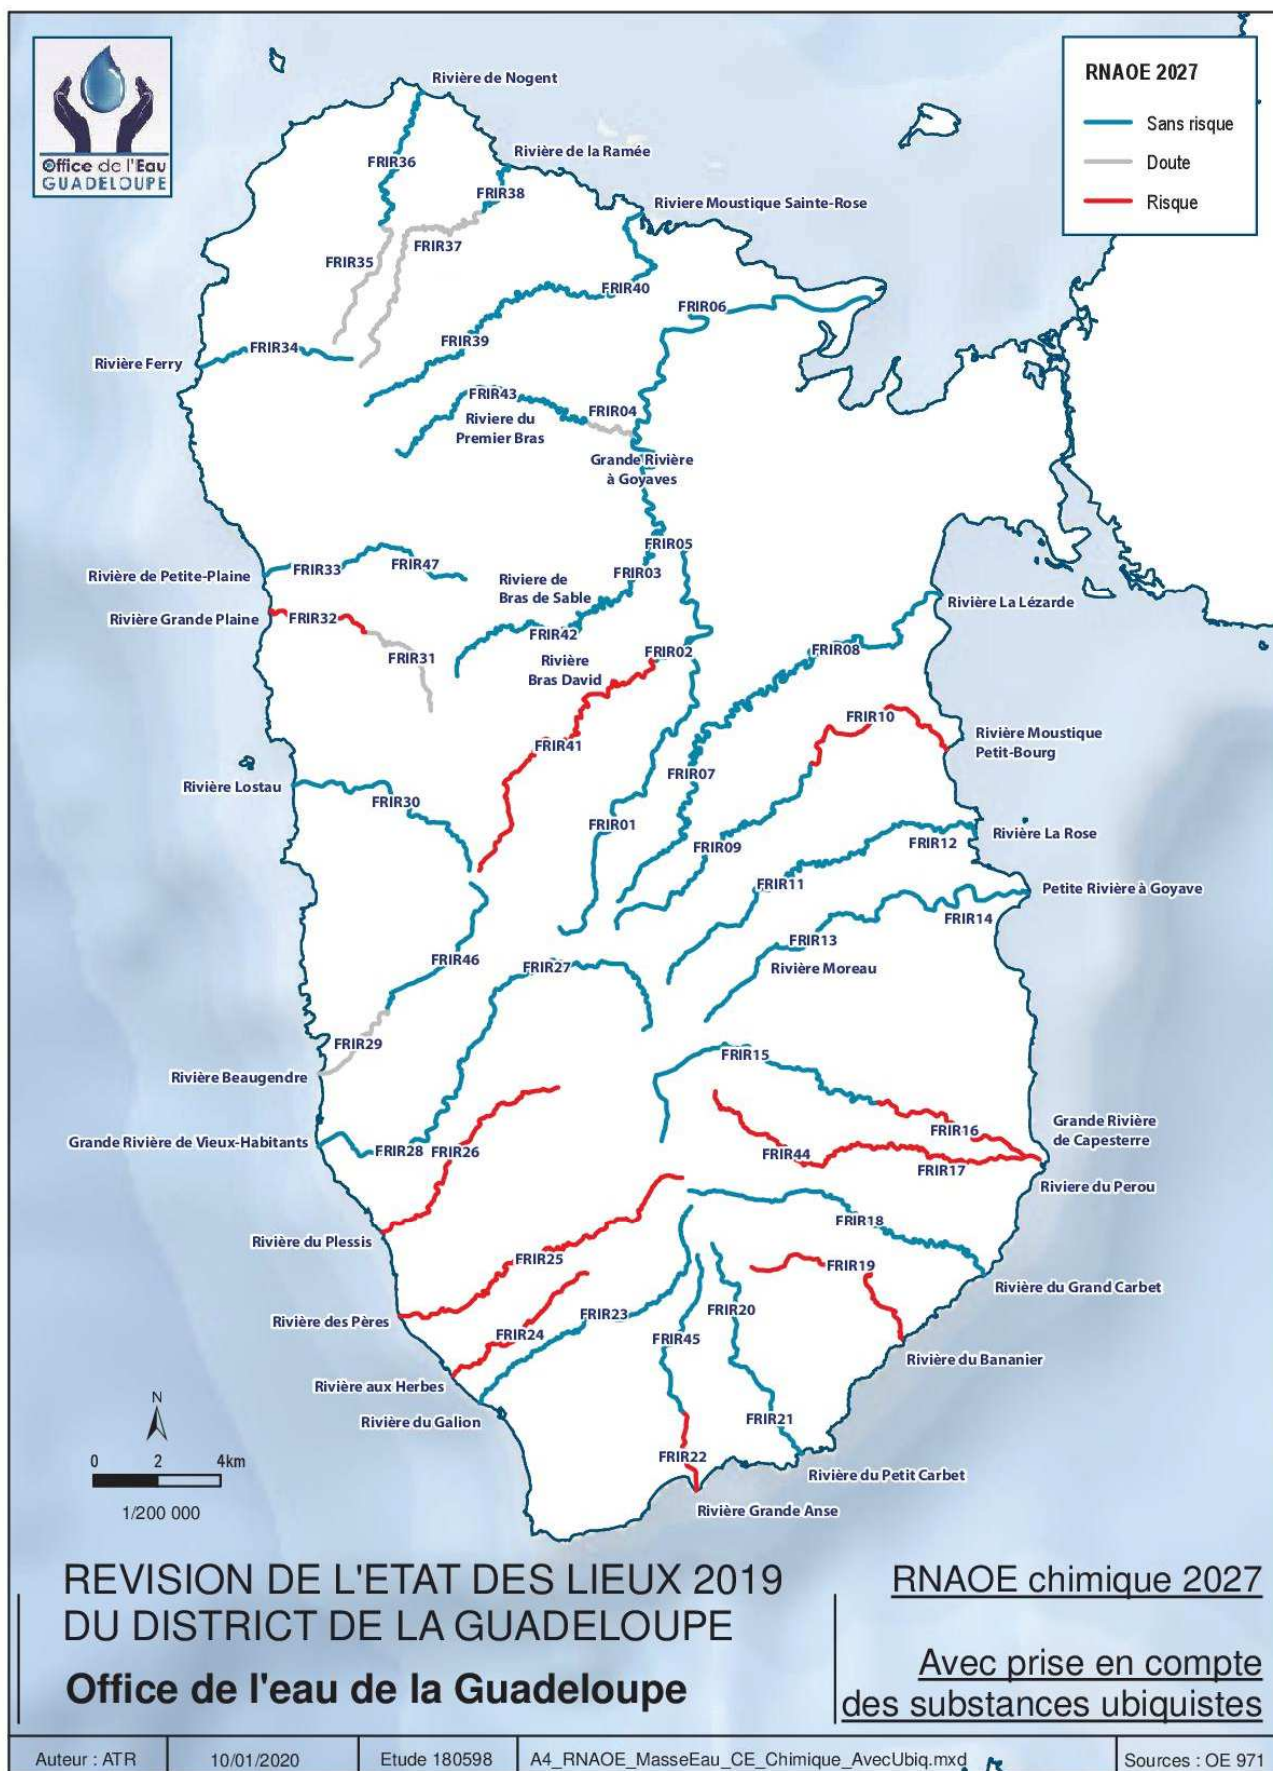 Office de l'Eau
GUADELOUPE
RNAOE 2027
Sans risque
Doute
Risque
Rivière de Nogent
FRIR36
Rivière de la Ramée
FRIR38
Riviere Moustique Sainte-Rose
FRIR37
FRIR35
FRIR40
FRIR06
FRIR34
FRIR39
Rivière Ferry
FRIR43
FRIR04
Riviere du
Premier Bras
Grande Rivière
à Goyaves
FRIR05
FRIR33
FRIR47
FRIR03
Rivière de Petite-Plaine
Riviere de
Bras de Sable
Rivière La Lézarde
Rivière Grande Plaine
FRIR32
FRIR42
FRIR31
FRIR02
FRIR08
Rivière
Bras David
FRIR10
FRIR41
Rivière Moustique
Petit-Bourg
FRIR07
Rivière Lostau
FRIR30
FRIR01
FRIR09
FRIR12
Rivière La Rose
FRIR11
Petite Rivière à Goyave
FRIR14
FRIR13
FRIR46
FRIR27
Rivière Moreau
FRIR29
FRIR15
Rivière Beaugendre
Grande Rivière
de Capesterre
FRIR16
Grande Rivière de Vieux-Habitants
FRIR28
FRIR26
FRIR44
FRIR17
Riviere du Perou
FRIR18
Rivière du Plessis
FRIR25
FRIR19
Rivière du Grand Carbet
FRIR20
FRIR23
Rivière des Pères
FRIR24
FRIR45
Rivière du Bananier
Rivière aux Herbes
FRIR21
Rivière du Galion
N
FRIR22
0 2 4km
Rivière du Petit Carbet
1/200 000
Rivière Grande Anse
REVISION DE L'ETAT DES LIEUX 2019
DU DISTRICT DE LA GUADELOUPE
Office de l'eau de la Guadeloupe
RNAOE chimique 2027
Avec prise en compte
des substances ubiquistes
Auteur : ATR
10/01/2020
Etude 180598
A4_RNAOE_MasseEau_CE_Chimique_AvecUbiq.mxd
Sources : OE 971